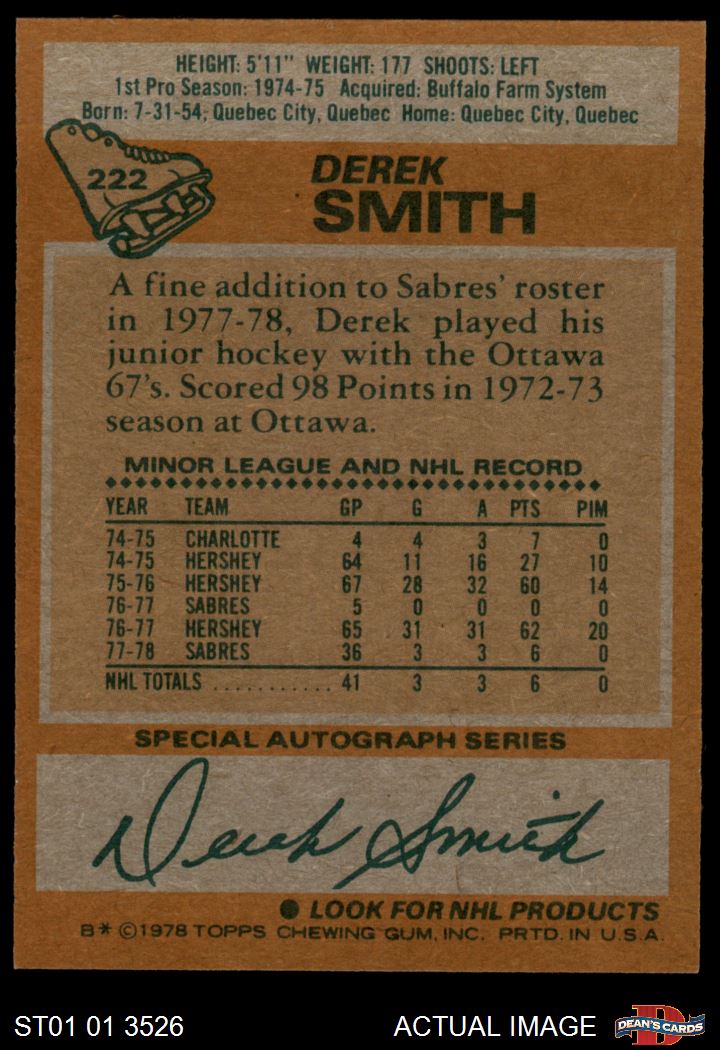 HEIGHT: 5'11" WEIGHT: 177 SHOOTS: LEFT
1st Pro Season: 1974-75 Acquired: Buffalo Farm System
Born: 7-31-54, Quebec City, Quebec Home: Quebec City, Quebec
222
DEREK
SMITH
A fine addition to Sabres' roster
in 1977-78, Derek played his
junior hockey with the Ottawa
67's. Scored 98 Points in 1972-73
season at Ottawa.
MINOR LEAGUE AND NHL RECORD
YEAR TEAM GP G A PTS PIM
74-75 CHARLOTTE 4 4 3 7 0
74-75 HERSHEY 64 11 16 27 10
75-76 HERSHEY 67 28 32 60 14
76-77 SABRES 5 0 0 0 0
76-77 HERSHEY 65 31 31 62 20
77-78 SABRES 36 3 3 6 0
NHL TOTALS ........... 41 3 3 6 0
SPECIAL AUTOGRAPH SERIES
Derek Smith
● LOOK FOR NHL PRODUCTS
B* ©1978 TOPPS CHEWING GUM, INC. PRTD. IN U.S.A.
ST01 01 3526 ACTUAL IMAGE D DEAN'S CARDS